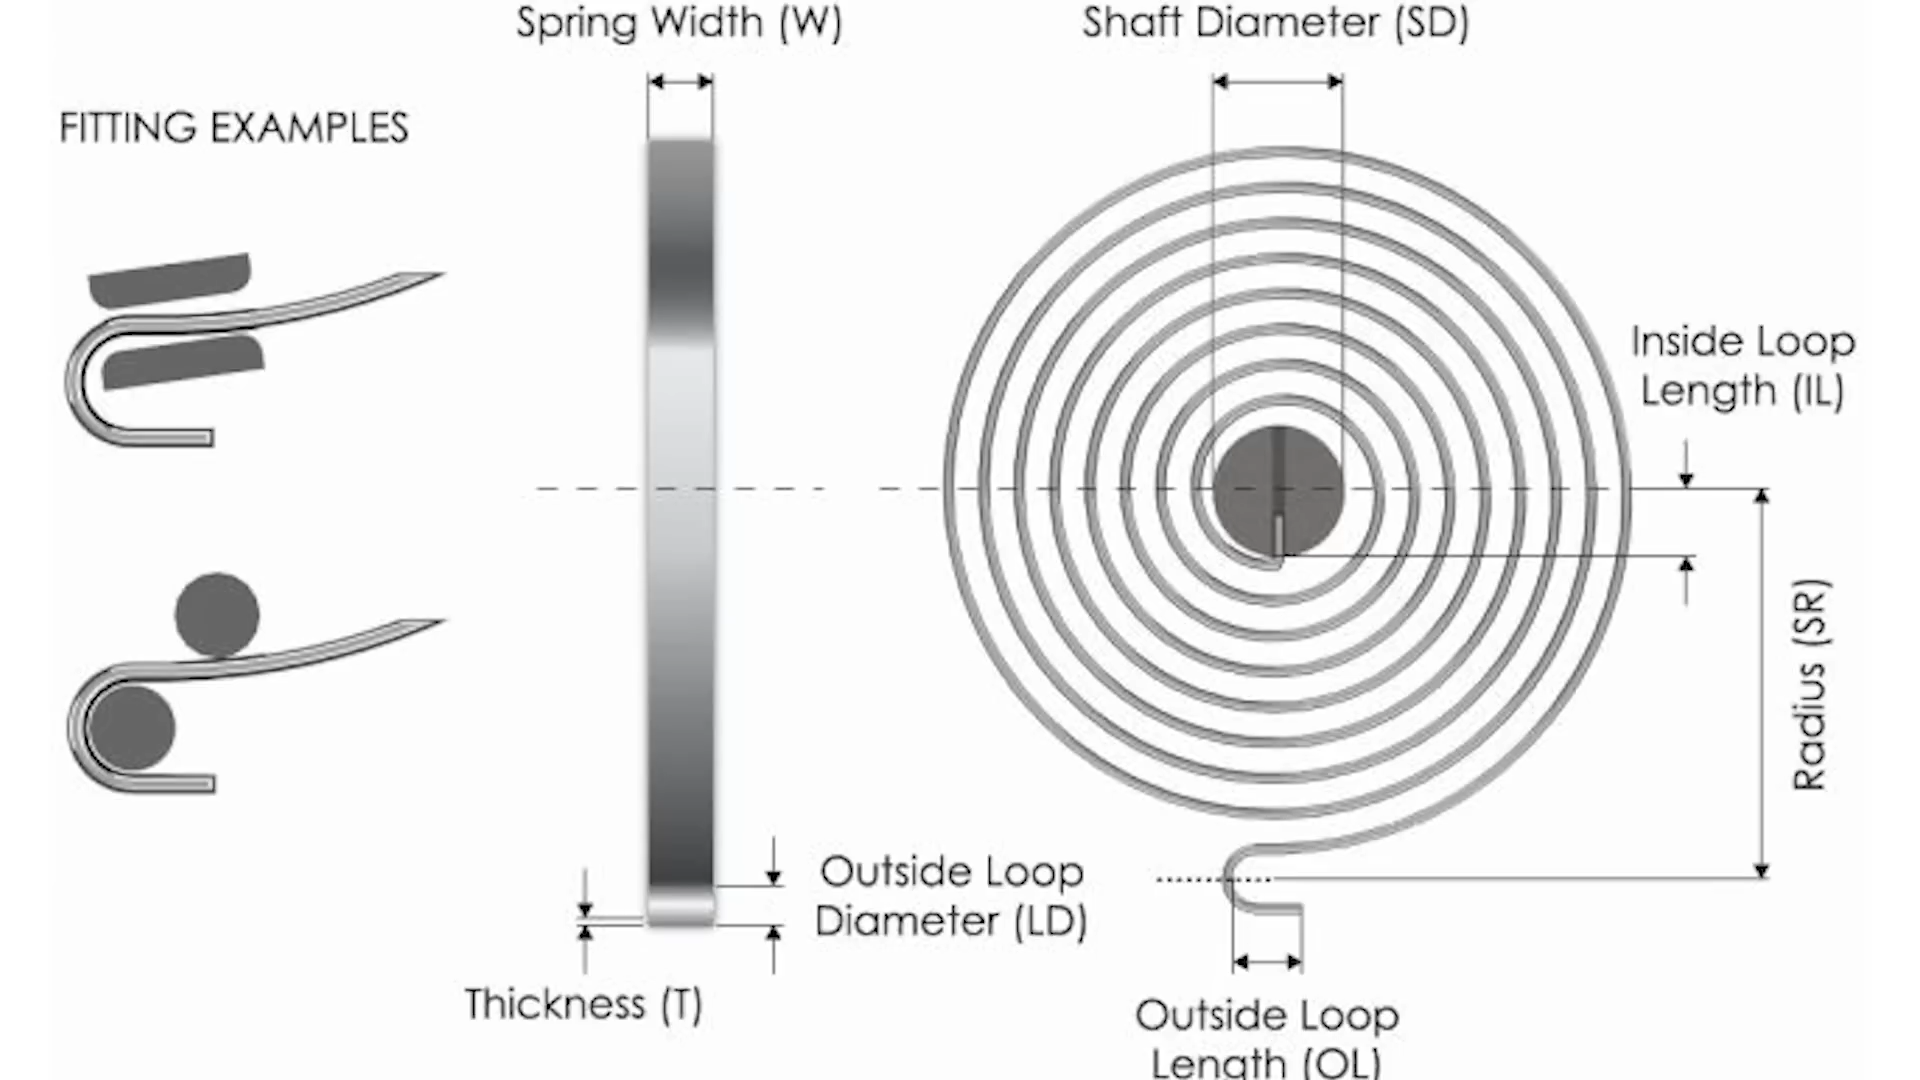 Spring Width (W)
Shaft Diameter (SD)
FITTING EXAMPLES
Inside Loop
Length (IL)
Radius (SR)
Outside Loop
Diameter (LD)
Thickness (T)
Outside Loop
Length (OL)